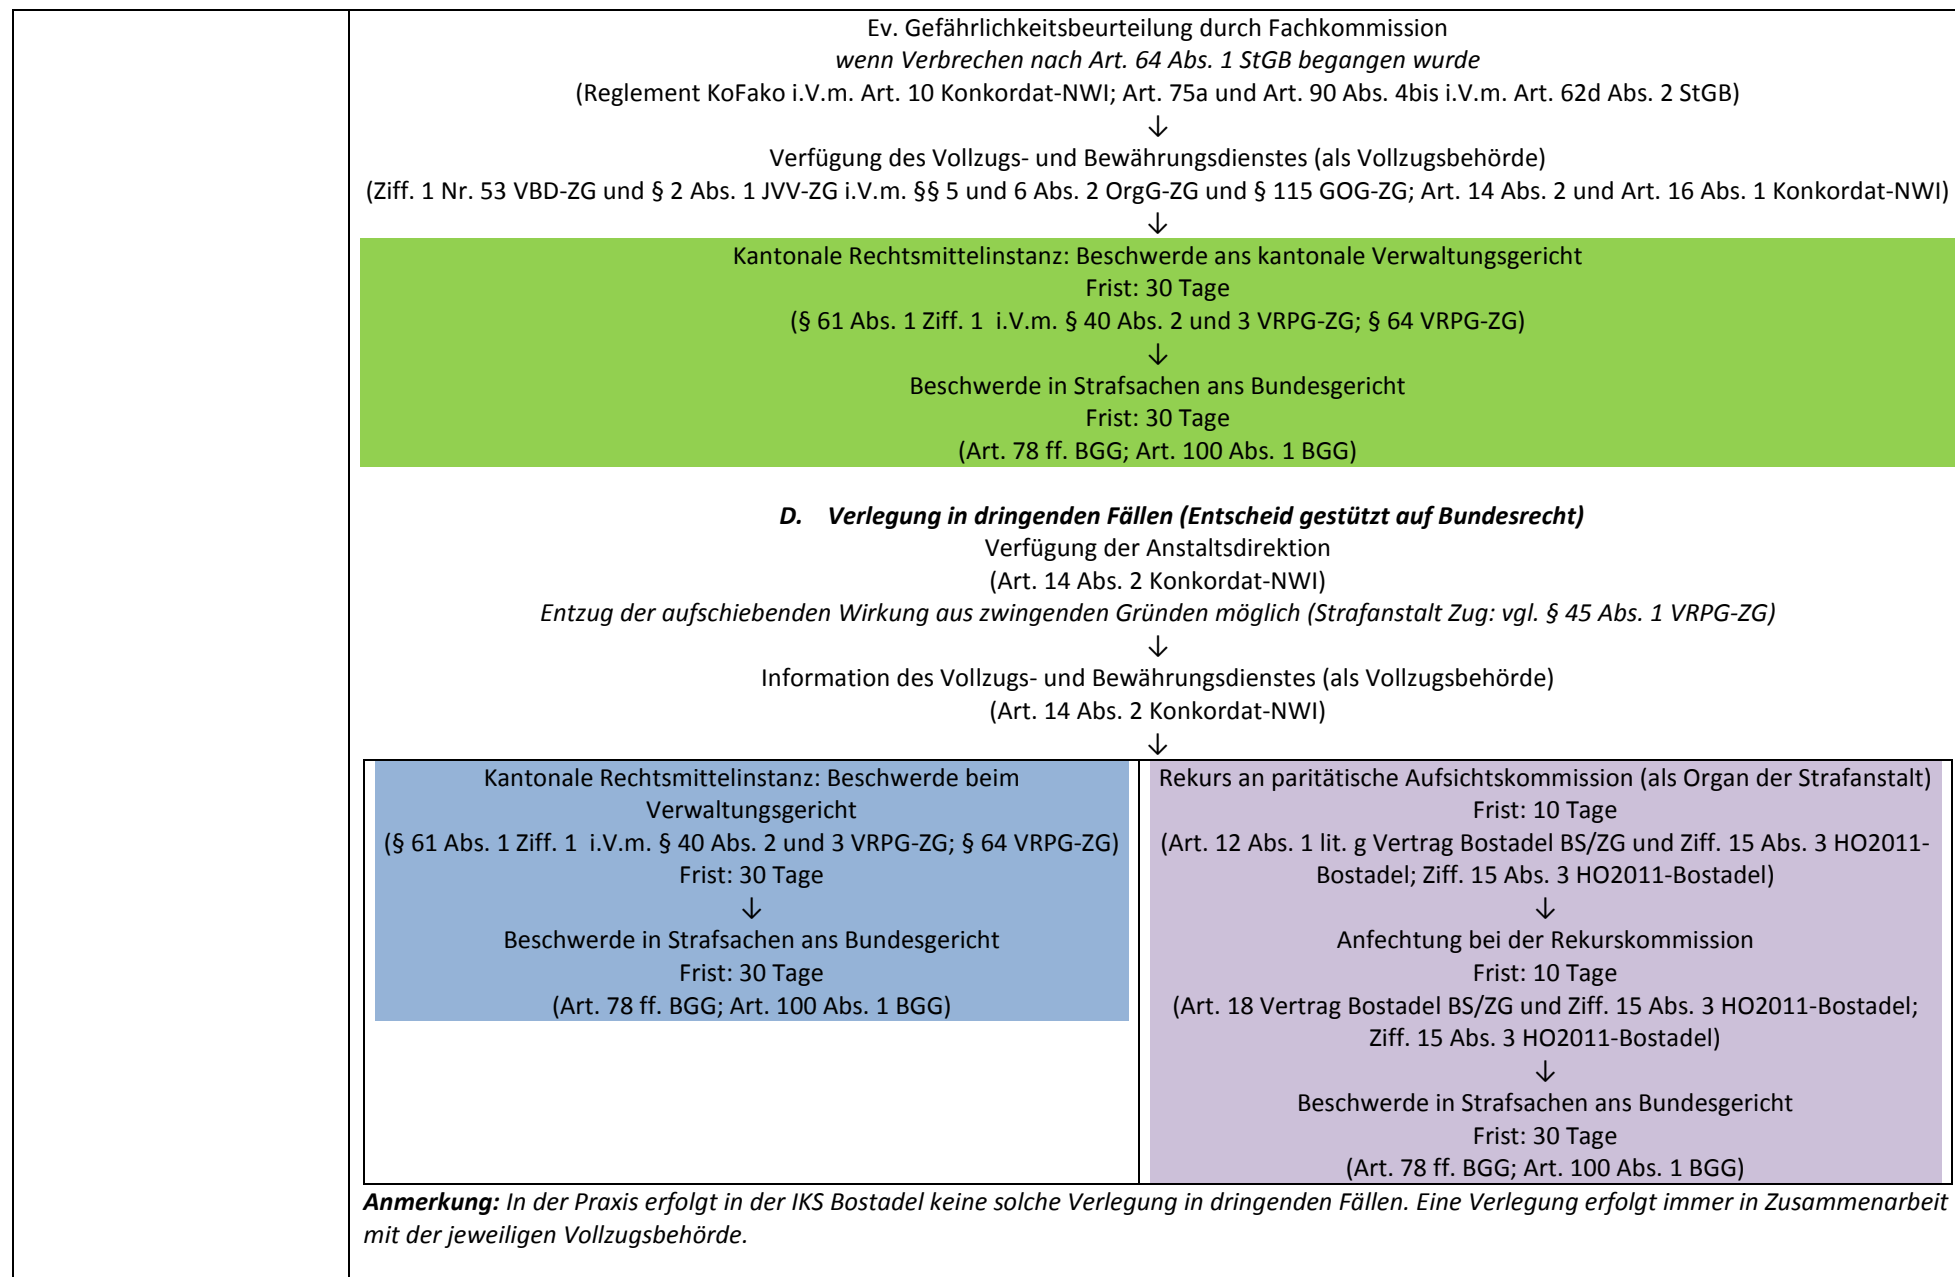 Ev. Gefährlichkeitsbeurteilung durch Fachkommission
wenn Verbrechen nach Art. 64 Abs. 1 StGB begangen wurde
(Reglement KoFako i.V.m. Art. 10 Konkordat-NWI; Art. 75a und Art. 90 Abs. 4bis i.V.m. Art. 62d Abs. 2 StGB)
↓
Verfügung des Vollzugs- und Bewährungsdienstes (als Vollzugsbehörde)
(Ziff. 1 Nr. 53 VBD-ZG und § 2 Abs. 1 JVV-ZG i.V.m. §§ 5 und 6 Abs. 2 OrgG-ZG und § 115 GOG-ZG; Art. 14 Abs. 2 und Art. 16 Abs. 1 Konkordat-NWI)
↓
Kantonale Rechtsmittelinstanz: Beschwerde ans kantonale Verwaltungsgericht
Frist: 30 Tage
(§ 61 Abs. 1 Ziff. 1 i.V.m. § 40 Abs. 2 und 3 VRPG-ZG; § 64 VRPG-ZG)
↓
Beschwerde in Strafsachen ans Bundesgericht
Frist: 30 Tage
(Art. 78 ff. BGG; Art. 100 Abs. 1 BGG)
D. Verlegung in dringenden Fällen (Entscheid gestützt auf Bundesrecht)
Verfügung der Anstaltsdirektion
(Art. 14 Abs. 2 Konkordat-NWI)
Entzug der aufschiebenden Wirkung aus zwingenden Gründen möglich (Strafanstalt Zug: vgl. § 45 Abs. 1 VRPG-ZG)
↓
Information des Vollzugs- und Bewährungsdienstes (als Vollzugsbehörde)
(Art. 14 Abs. 2 Konkordat-NWI)
↓
Kantonale Rechtsmittelinstanz: Beschwerde beim
Verwaltungsgericht
(§ 61 Abs. 1 Ziff. 1 i.V.m. § 40 Abs. 2 und 3 VRPG-ZG; § 64 VRPG-ZG)
Frist: 30 Tage
↓
Beschwerde in Strafsachen ans Bundesgericht
Frist: 30 Tage
(Art. 78 ff. BGG; Art. 100 Abs. 1 BGG)
Rekurs an paritätische Aufsichtskommission (als Organ der Strafanstalt)
Frist: 10 Tage
(Art. 12 Abs. 1 lit. g Vertrag Bostadel BS/ZG und Ziff. 15 Abs. 3 HO2011-
Bostadel; Ziff. 15 Abs. 3 HO2011-Bostadel)
↓
Anfechtung bei der Rekurskommission
Frist: 10 Tage
(Art. 18 Vertrag Bostadel BS/ZG und Ziff. 15 Abs. 3 HO2011-Bostadel;
Ziff. 15 Abs. 3 HO2011-Bostadel)
↓
Beschwerde in Strafsachen ans Bundesgericht
Frist: 30 Tage
(Art. 78 ff. BGG; Art. 100 Abs. 1 BGG)
Anmerkung: In der Praxis erfolgt in der IKS Bostadel keine solche Verlegung in dringenden Fällen. Eine Verlegung erfolgt immer in Zusammenarbeit
mit der jeweiligen Vollzugsbehörde.